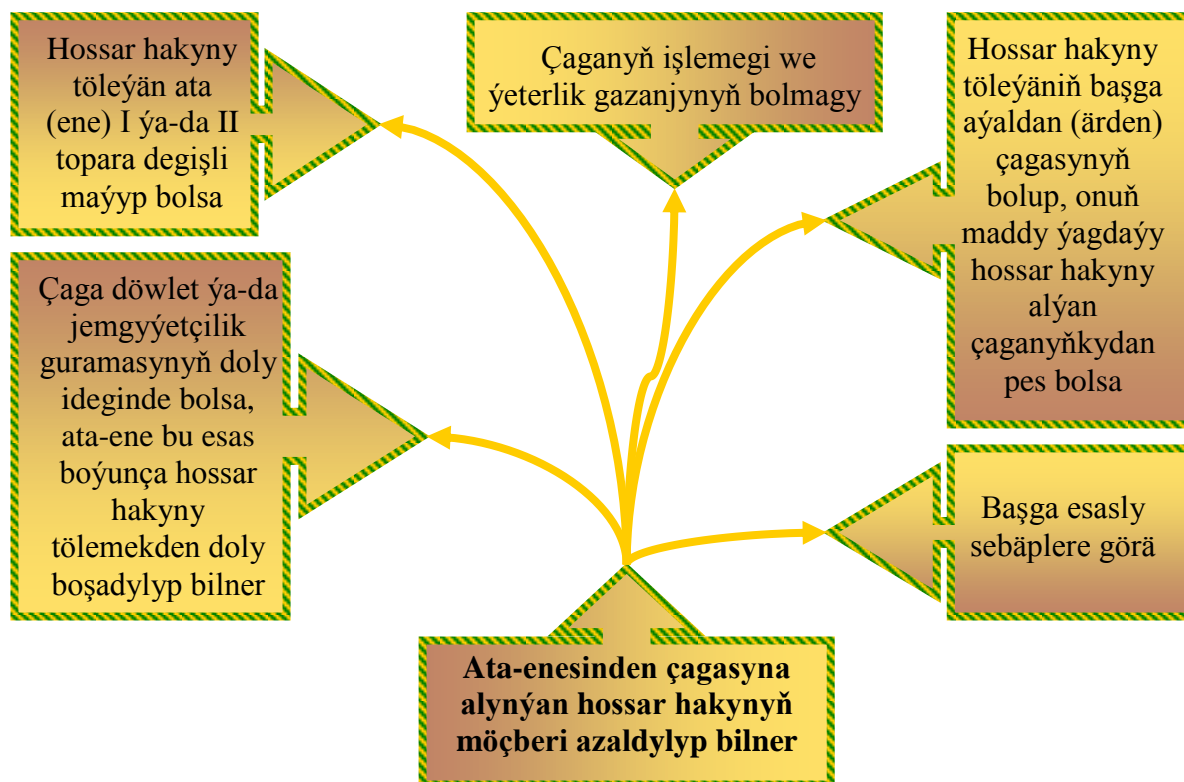 Hossar hakyny
töleýän ata
(ene) I ýa-da II
topara degişli
maýyp bolsa
Çaganyň işlemegi we
ýeterlik gazanjynyň bolmagy
Hossar hakyny
töleýäniň başga
aýaldan (ärden)
çagasynyň
bolup, onuň
maddy ýagdaýy
hossar hakyny
alýan
çaganyňkydan
pes bolsa
Çaga döwlet ýa-da
jemgyýetçilik
guramasynyň doly
ideginde bolsa,
ata-ene bu esas
boýunça hossar
hakyny
tölemekden doly
boşadylyp bilner
Başga esasly
sebäplere görä
Ata-enesinden çagasyna
alynýan hossar hakynyň
möçberi azaldylyp bilner